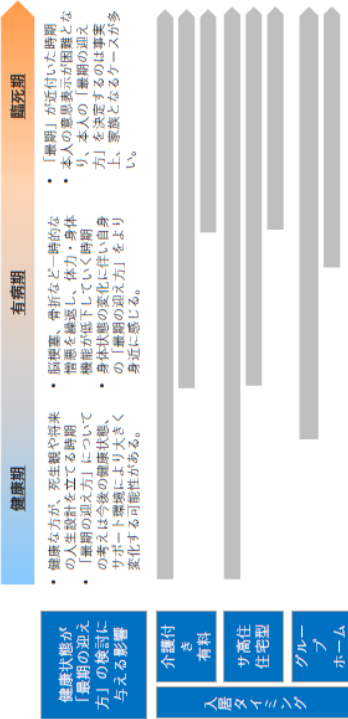 健康期
有病期
臨死期
健康状態が
「最期の迎え
方」の検討に
与える影響
• 健康な方が、死生観や将来
の人生設計を立てる時期
• 「最期の迎え方」について
の考えは今後の健康状態、
サポート環境により大きく
変化する可能性がある。
• 脳梗塞、骨折など一時的な
憎悪を繰返し、体力・身体
機能が低下していく時期
• 身体状態の変化に伴い自身
の「最期の迎え方」をより
身近に感じる。
• 「最期」が近付いた時期
• 本人の意思表示が困難とな
り、本人の「最期の迎え
方」を決定するのは事実
上、家族となるケースが多
い。
入居タイミング
介護付
き
有料
サ高住
住宅型
グルー
プ
ホーム